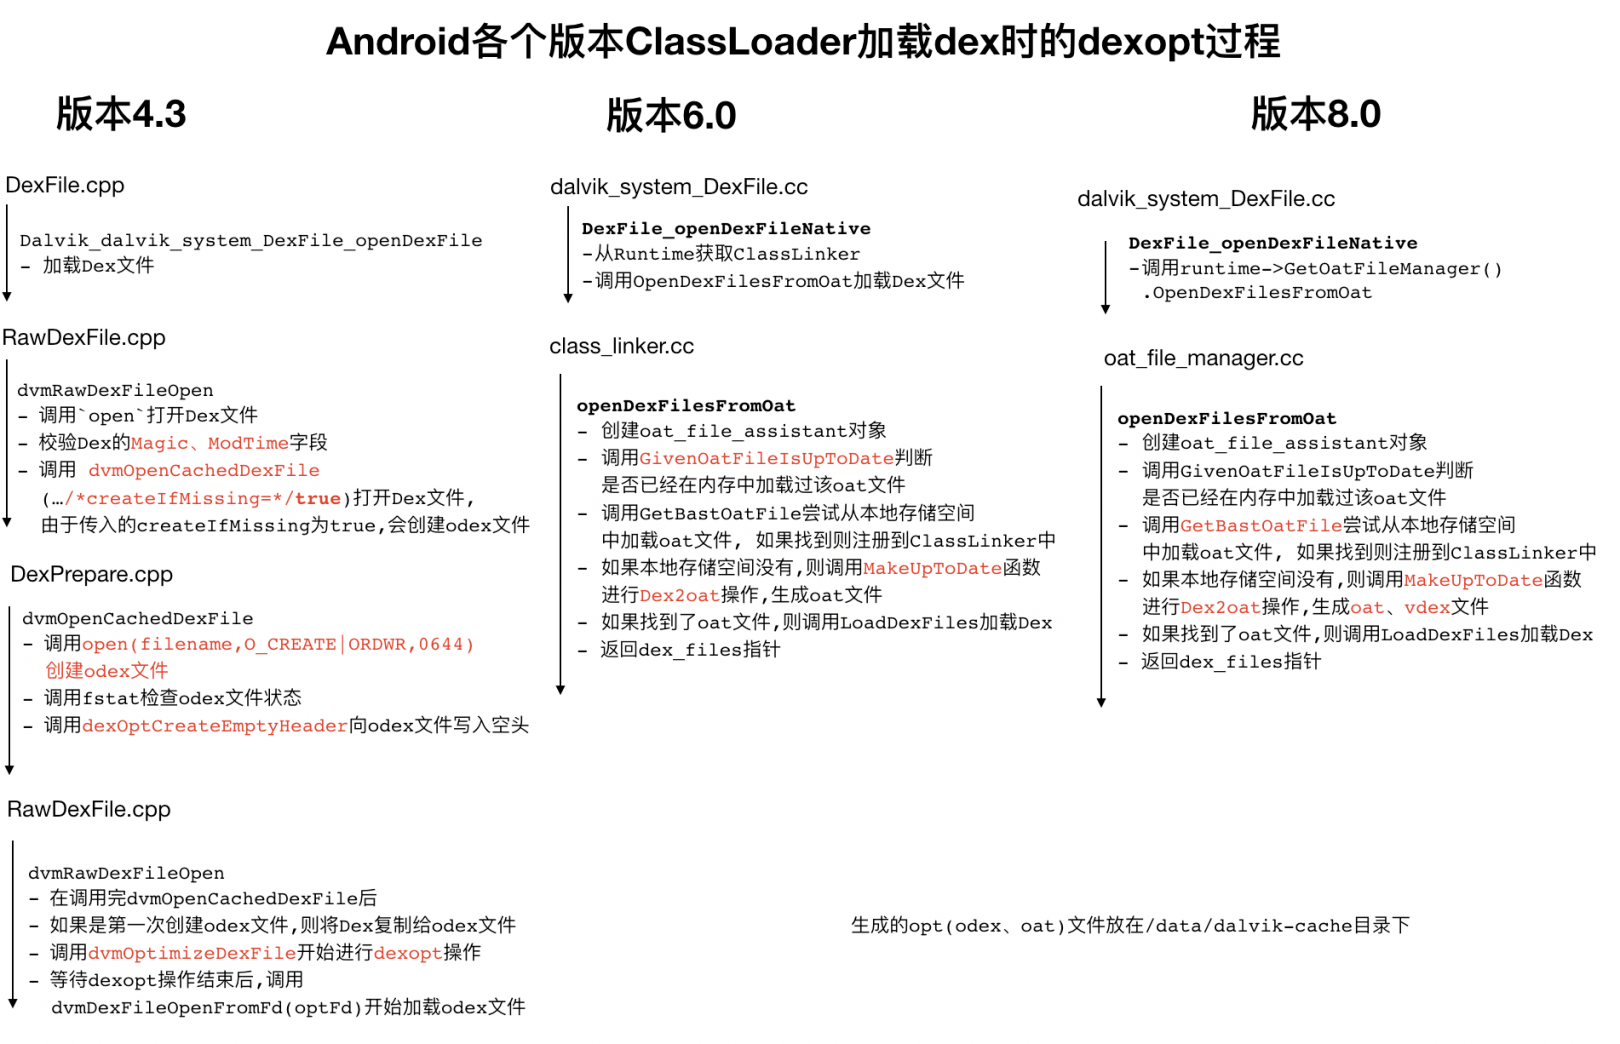 Android各个版本ClassLoader加载dex时的dexopt过程
版本4.3
DexFile.cpp
Dalvik_dalvik_system_DexFile_openDexFile
- 加载Dex文件
RawDexFile.cpp
dvmRawDexFileOpen
- 调用`open`打开Dex文件
- 校验Dex的Magic、ModTime字段
- 调用 dvmOpenCachedDexFile
(…/*createIfMissing=*/true)打开Dex文件,
由于传入的createIfMissing为true,会创建odex文件
DexPrepare.cpp
dvmOpenCachedDexFile
- 调用open(filename,O_CREATE|ORDWR,0644)
创建odex文件
- 调用fstat检查odex文件状态
- 调用dexOptCreateEmptyHeader向odex文件写入空头
RawDexFile.cpp
dvmRawDexFileOpen
- 在调用完dvmOpenCachedDexFile后
- 如果是第一次创建odex文件,则将Dex复制给odex文件
- 调用dvmOptimizeDexFile开始进行dexopt操作
- 等待dexopt操作结束后,调用
dvmDexFileOpenFromFd(optFd)开始加载odex文件
版本6.0
dalvik_system_DexFile.cc
DexFile_openDexFileNative
-从Runtime获取ClassLinker
-调用OpenDexFilesFromOat加载Dex文件
class_linker.cc
openDexFilesFromOat
- 创建oat_file_assistant对象
- 调用GivenOatFileIsUpToDate判断
是否已经在内存中加载过该oat文件
- 调用GetBastOatFile尝试从本地存储空间
中加载oat文件, 如果找到则注册到ClassLinker中
- 如果本地存储空间没有,则调用MakeUpToDate函数
进行Dex2oat操作,生成oat文件
- 如果找到了oat文件,则调用LoadDexFiles加载Dex
- 返回dex_files指针
版本8.0
dalvik_system_DexFile.cc
DexFile_openDexFileNative
-调用runtime->GetOatFileManager()
.OpenDexFilesFromOat
oat_file_manager.cc
openDexFilesFromOat
- 创建oat_file_assistant对象
- 调用GivenOatFileIsUpToDate判断
是否已经在内存中加载过该oat文件
- 调用GetBastOatFile尝试从本地存储空间
中加载oat文件, 如果找到则注册到ClassLinker中
- 如果本地存储空间没有,则调用MakeUpToDate函数
进行Dex2oat操作,生成oat、vdex文件
- 如果找到了oat文件,则调用LoadDexFiles加载Dex
- 返回dex_files指针
生成的opt(odex、oat)文件放在/data/dalvik-cache目录下